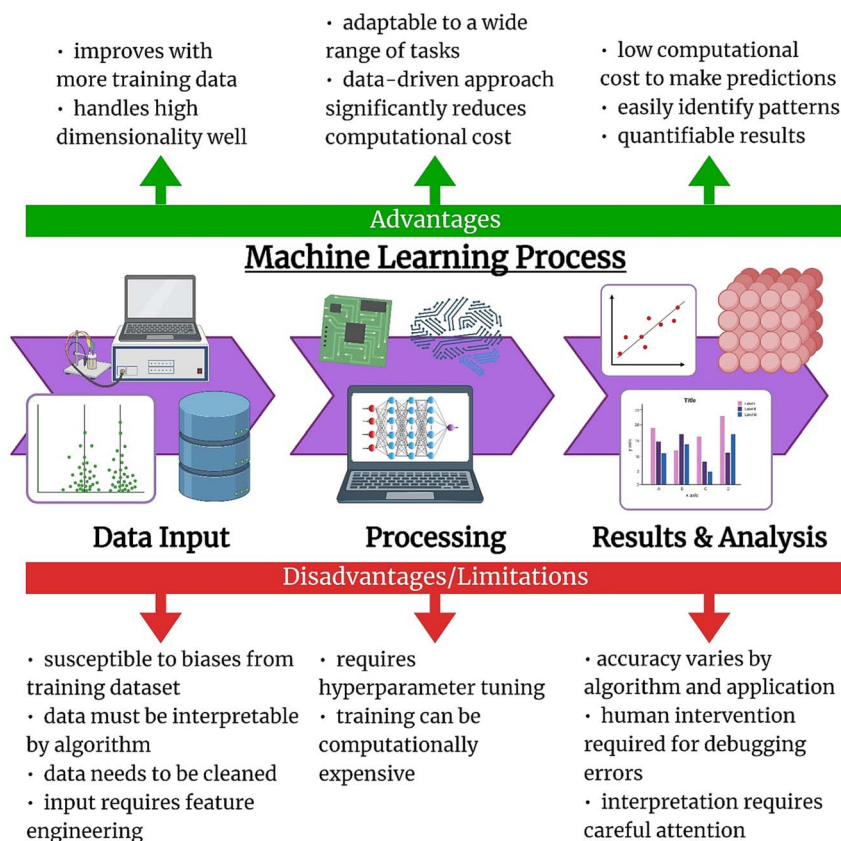 · improves with
more training data
· handles high
dimensionality well
· adaptable to a wide
range of tasks
· data-driven approach
significantly reduces
computational cost
· low computational
cost to make predictions
· easily identify patterns
· quantifiable results
Advantages
Machine Learning Process
Title
A
B
C
x axis
Data Input
Processing
Results & Analysis
Disadvantages/Limitations
· susceptible to biases from
training dataset
· data must be interpretable
by algorithm
· data needs to be cleaned
· input requires feature
engineering
· requires
hyperparameter tuning
· training can be
computationally
expensive
· accuracy varies by
algorithm and application
· human intervention
required for debugging
errors
· interpretation requires
careful attention